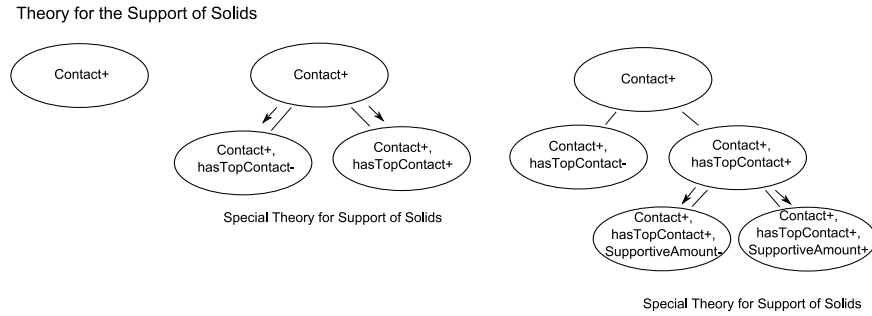 Theory for the Support of Solids
Contact+
Contact+
Contact+,
hasTopContact-
Contact+,
hasTopContact+
Special Theory for Support of Solids
Contact+
Contact+,
hasTopContact-
Contact+,
hasTopContact+
Contact+,
hasTopContact+,
SupportiveAmount-
Contact+,
hasTopContact+,
SupportiveAmount+
Special Theory for Support of Solids